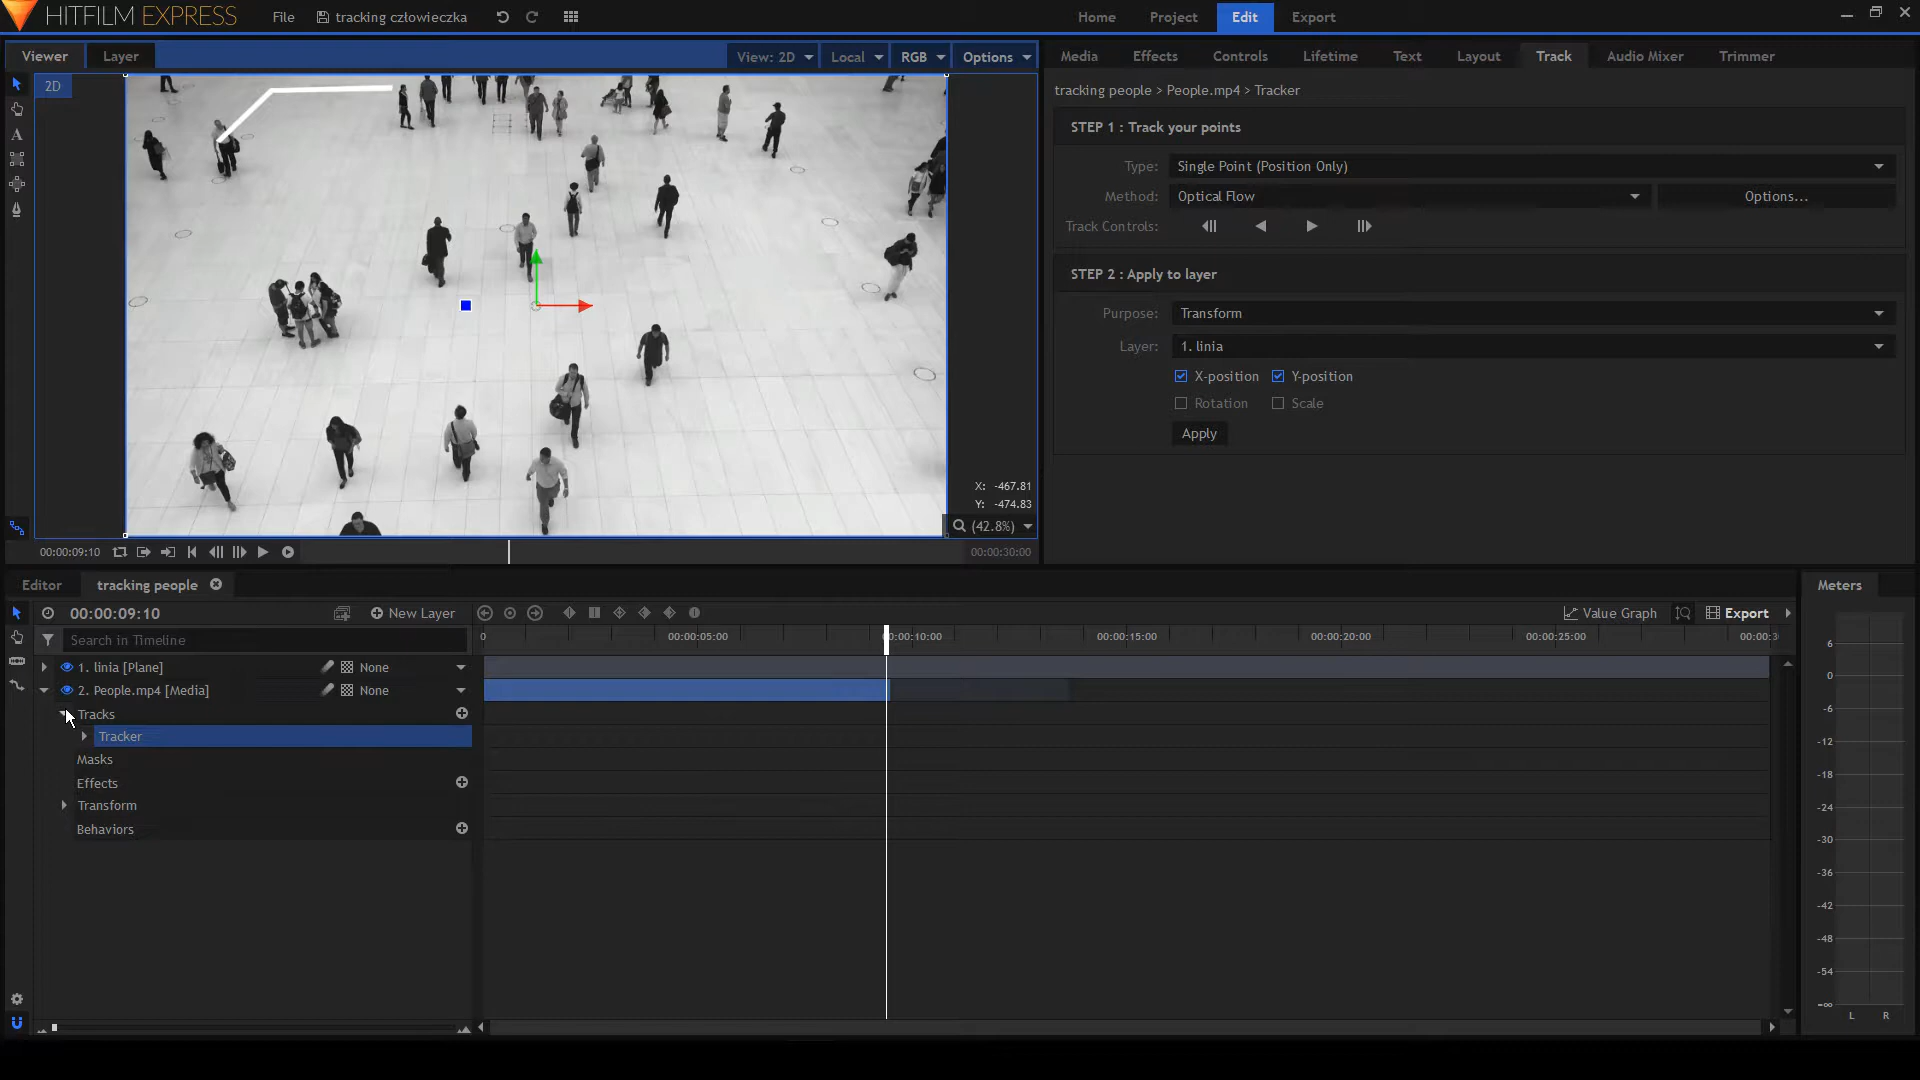 HITFILM EXPRESS
File
tracking człowieczka
Home
Project
Edit
Export
Viewer
Layer
View: 2D
Local
RGB
Options
2D
X: -467.81
Y: -474.83
(42.8%)
00:00:09:10
00:00:30:00
Media
Effects
Controls
Lifetime
Text
Layout
Track
Audio Mixer
Trimmer
tracking people > People.mp4 > Tracker
STEP 1 : Track your points
Type: Single Point (Position Only)
Method: Optical Flow
Options...
Track Controls:
STEP 2 : Apply to layer
Purpose: Transform
Layer: 1. linia
X-position
Y-position
Rotation
Scale
Apply
Editor
tracking people
00:00:09:10
New Layer
Value Graph
Export
Search in Timeline
0
00:00:05:00
00:00:10:00
00:00:15:00
00:00:20:00
00:00:25:00
00:00:3
1. linia [Plane]
None
2. People.mp4 [Media]
None
Tracks
Tracker
Masks
Effects
Transform
Behaviors
Meters
6
0
-6
-12
-18
-24
-30
-36
-42
-48
-54
-∞
L R